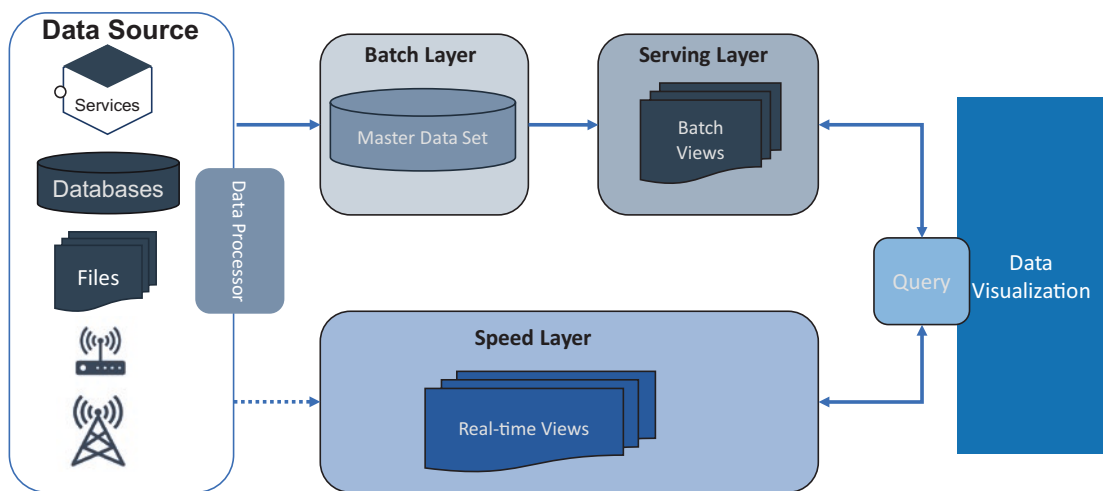 Data Source
Services
Databases
Files
Data Processor
Batch Layer
Master Data Set
Serving Layer
Batch
Views
Speed Layer
Real-time Views
Query
Data
Visualization